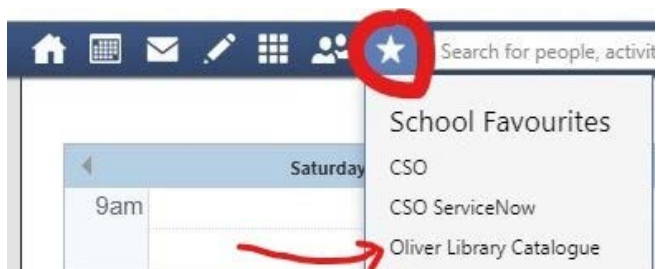 Search for people, activit
School Favourites
Saturday
CSO
9am
CSO ServiceNow
Oliver Library Catalogue